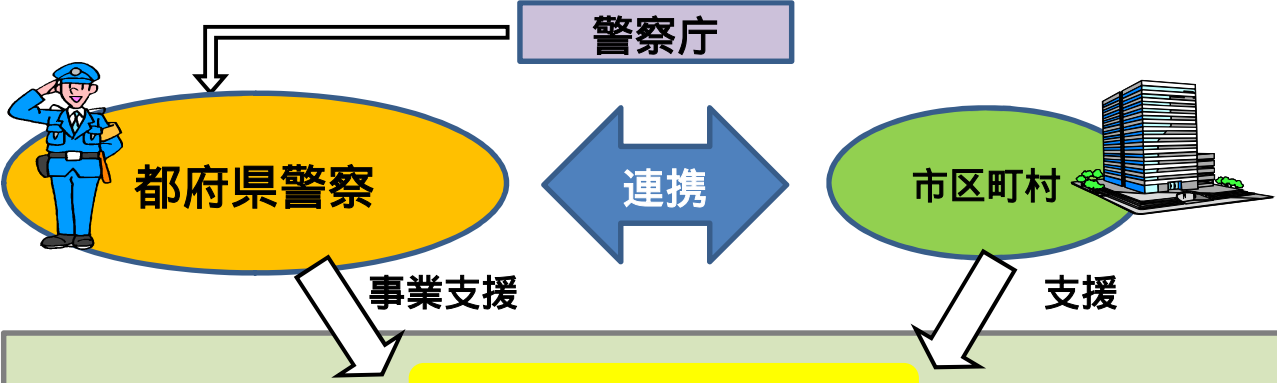 警察庁
都府県警察
連携
市区町村
事業支援
支援